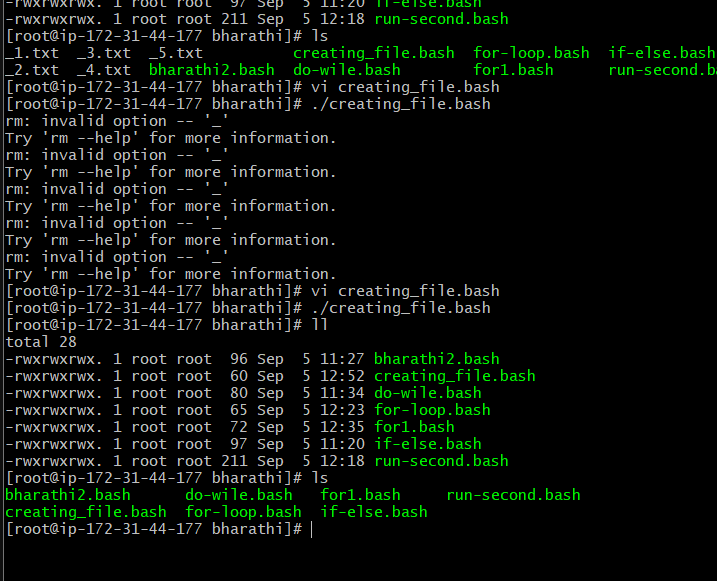 -rwxrwxrwx. 1 root root  97 Sep  5 11:20 if-else.bash
-rwxrwxrwx. 1 root root 211 Sep  5 12:18 run-second.bash
[root@ip-172-31-44-177 bharathi]# ls
_1.txt  _3.txt  _5.txt          creating_file.bash  for-loop.bash  if-else.bash
_2.txt  _4.txt  bharathi2.bash  do-wile.bash        for1.bash      run-second.b
[root@ip-172-31-44-177 bharathi]# vi creating_file.bash
[root@ip-172-31-44-177 bharathi]# ./creating_file.bash
rm: invalid option -- '_'
Try 'rm --help' for more information.
rm: invalid option -- '_'
Try 'rm --help' for more information.
rm: invalid option -- '_'
Try 'rm --help' for more information.
rm: invalid option -- '_'
Try 'rm --help' for more information.
rm: invalid option -- '_'
Try 'rm --help' for more information.
[root@ip-172-31-44-177 bharathi]# vi creating_file.bash
[root@ip-172-31-44-177 bharathi]# ./creating_file.bash
[root@ip-172-31-44-177 bharathi]# ll
total 28
-rwxrwxrwx. 1 root root  96 Sep  5 11:27 bharathi2.bash
-rwxrwxrwx. 1 root root  60 Sep  5 12:52 creating_file.bash
-rwxrwxrwx. 1 root root  80 Sep  5 11:34 do-wile.bash
-rwxrwxrwx. 1 root root  65 Sep  5 12:23 for-loop.bash
-rwxrwxrwx. 1 root root  72 Sep  5 12:35 for1.bash
-rwxrwxrwx. 1 root root  97 Sep  5 11:20 if-else.bash
-rwxrwxrwx. 1 root root 211 Sep  5 12:18 run-second.bash
[root@ip-172-31-44-177 bharathi]# ls
bharathi2.bash      do-wile.bash   for1.bash     run-second.bash
creating_file.bash  for-loop.bash  if-else.bash
[root@ip-172-31-44-177 bharathi]#